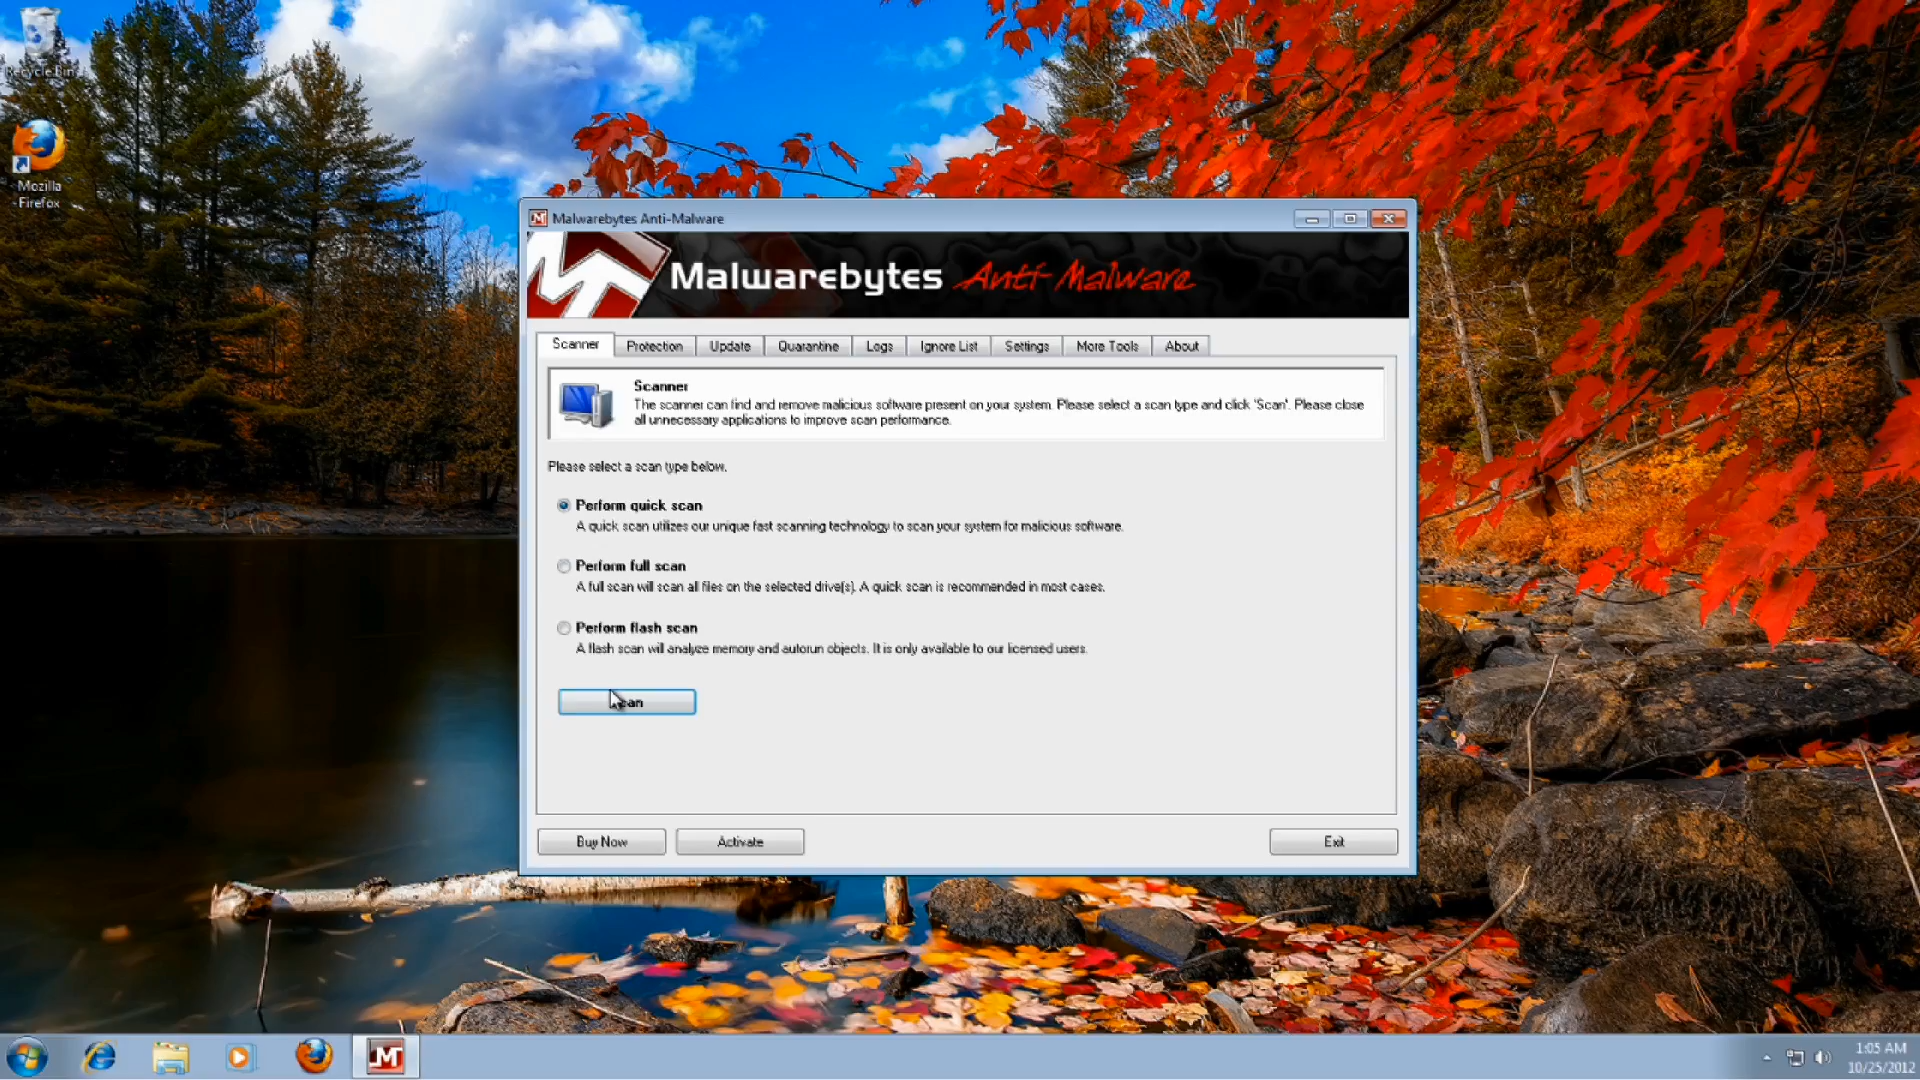 Recycle Bin
Mozilla
Firefox
Malwarebytes Anti-Malware
Malwarebytes Anti-Malware
Scanner
Protection
Update
Quarantine
Logs
Ignore List
Settings
More Tools
About
Scanner
The scanner can find and remove malicious software present on your system. Please select a scan type and click 'Scan'. Please close
all unnecessary applications to improve scan performance.
Please select a scan type below.
Perform quick scan
A quick scan utilizes our unique fast scanning technology to scan your system for malicious software.
Perform full scan
A full scan will scan all files on the selected drive(s). A quick scan is recommended in most cases.
Perform flash scan
A flash scan will analyze memory and autorun objects. It is only available to our licensed users.
Scan
Buy Now
Activate
Exit
1:05 AM
10/25/2012